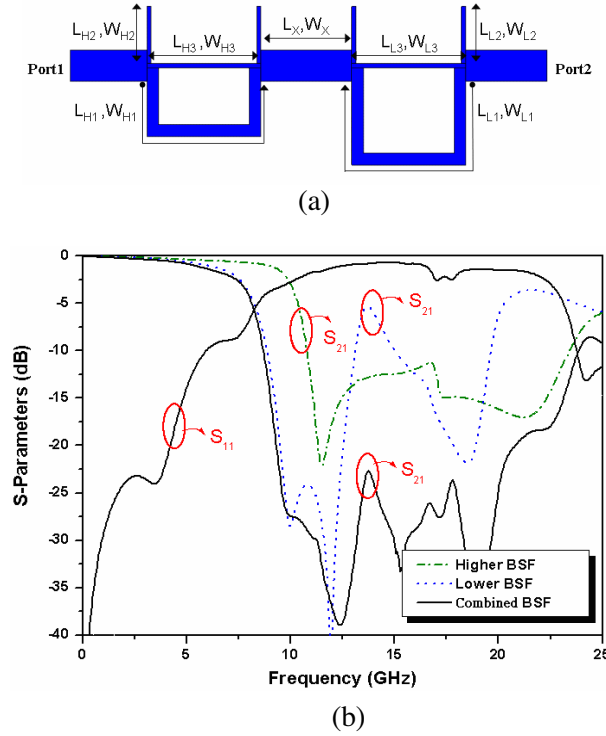 L_H2,W_H2
L_H3,W_H3
L_X,W_X
L_L3,W_L3
L_L2,W_L2
Port1
Port2
L_H1,W_H1
L_L1,W_L1
(a)
0
-5
-10
-15
-20
-25
-30
-35
-40
S-Parameters (dB)
S_21
S_21
S_11
S_21
Higher BSF
Lower BSF
Combined BSF
0
5
10
15
20
25
Frequency (GHz)
(b)